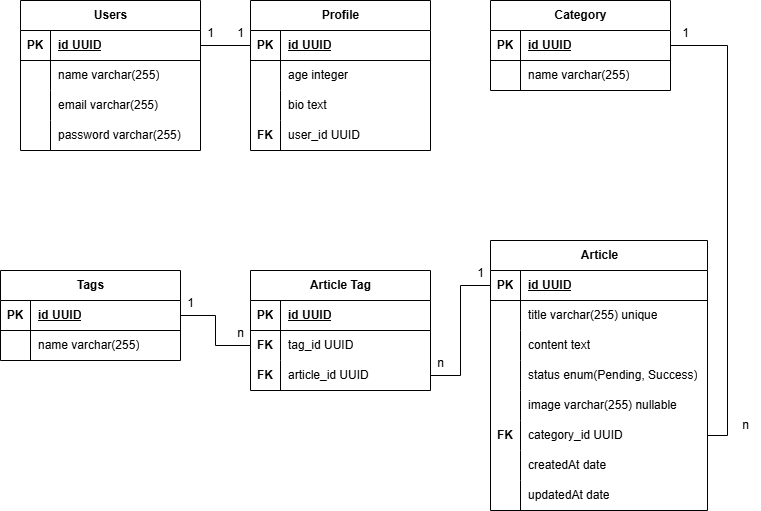 Users
PK id UUID
name varchar(255)
email varchar(255)
password varchar(255)
1 1
Profile
PK id UUID
age integer
bio text
FK user_id UUID
Category
PK id UUID
name varchar(255)
1
n
Tags
PK id UUID
name varchar(255)
1
n
Article Tag
PK id UUID
FK tag_id UUID
FK article_id UUID
n
1
Article
PK id UUID
title varchar(255) unique
content text
status enum(Pending, Success)
image varchar(255) nullable
FK category_id UUID
createdAt date
updatedAt date